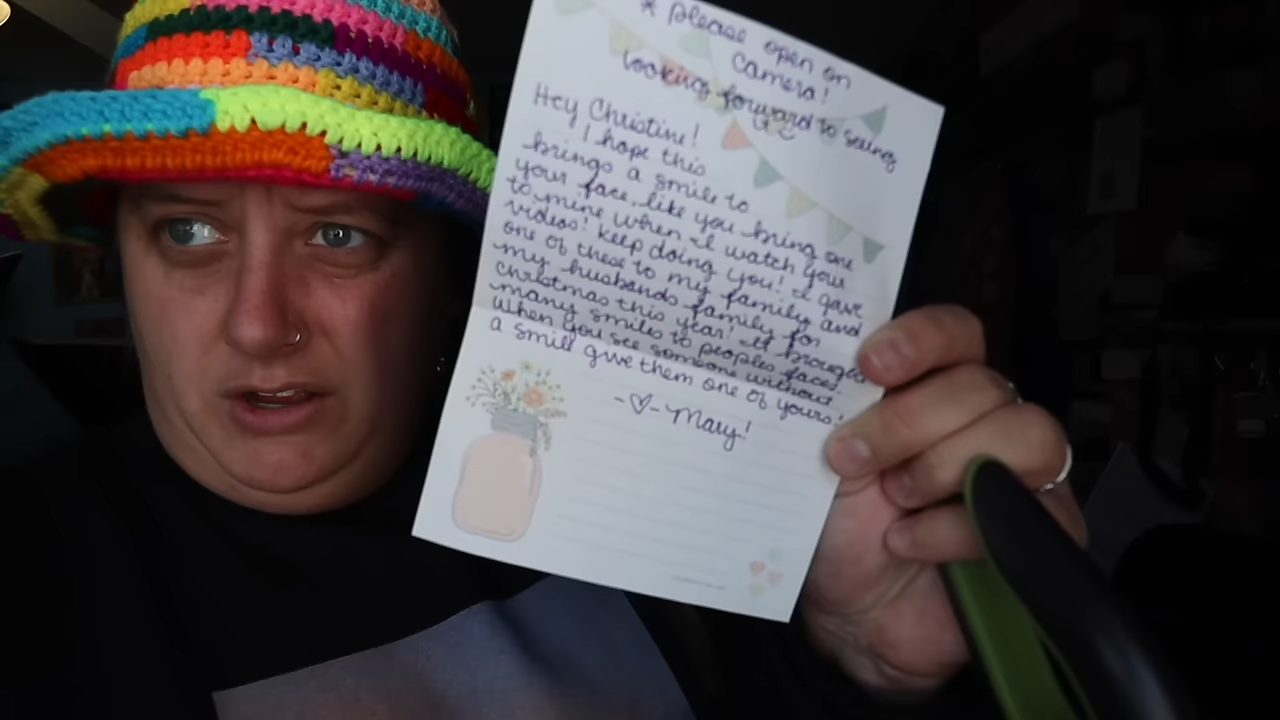 * please open on
camera!
looking forward to seeing
Hey Christine!
I hope this
brings a smile to
your face, like you bring one
to mine when I watch your
videos! Keep doing you! I gave
one of these to my family and
my husbands family for
christmas this year! It brought
many smiles to peoples faces
When you see someone without
a smile give them one of yours!
-♡- Mary!